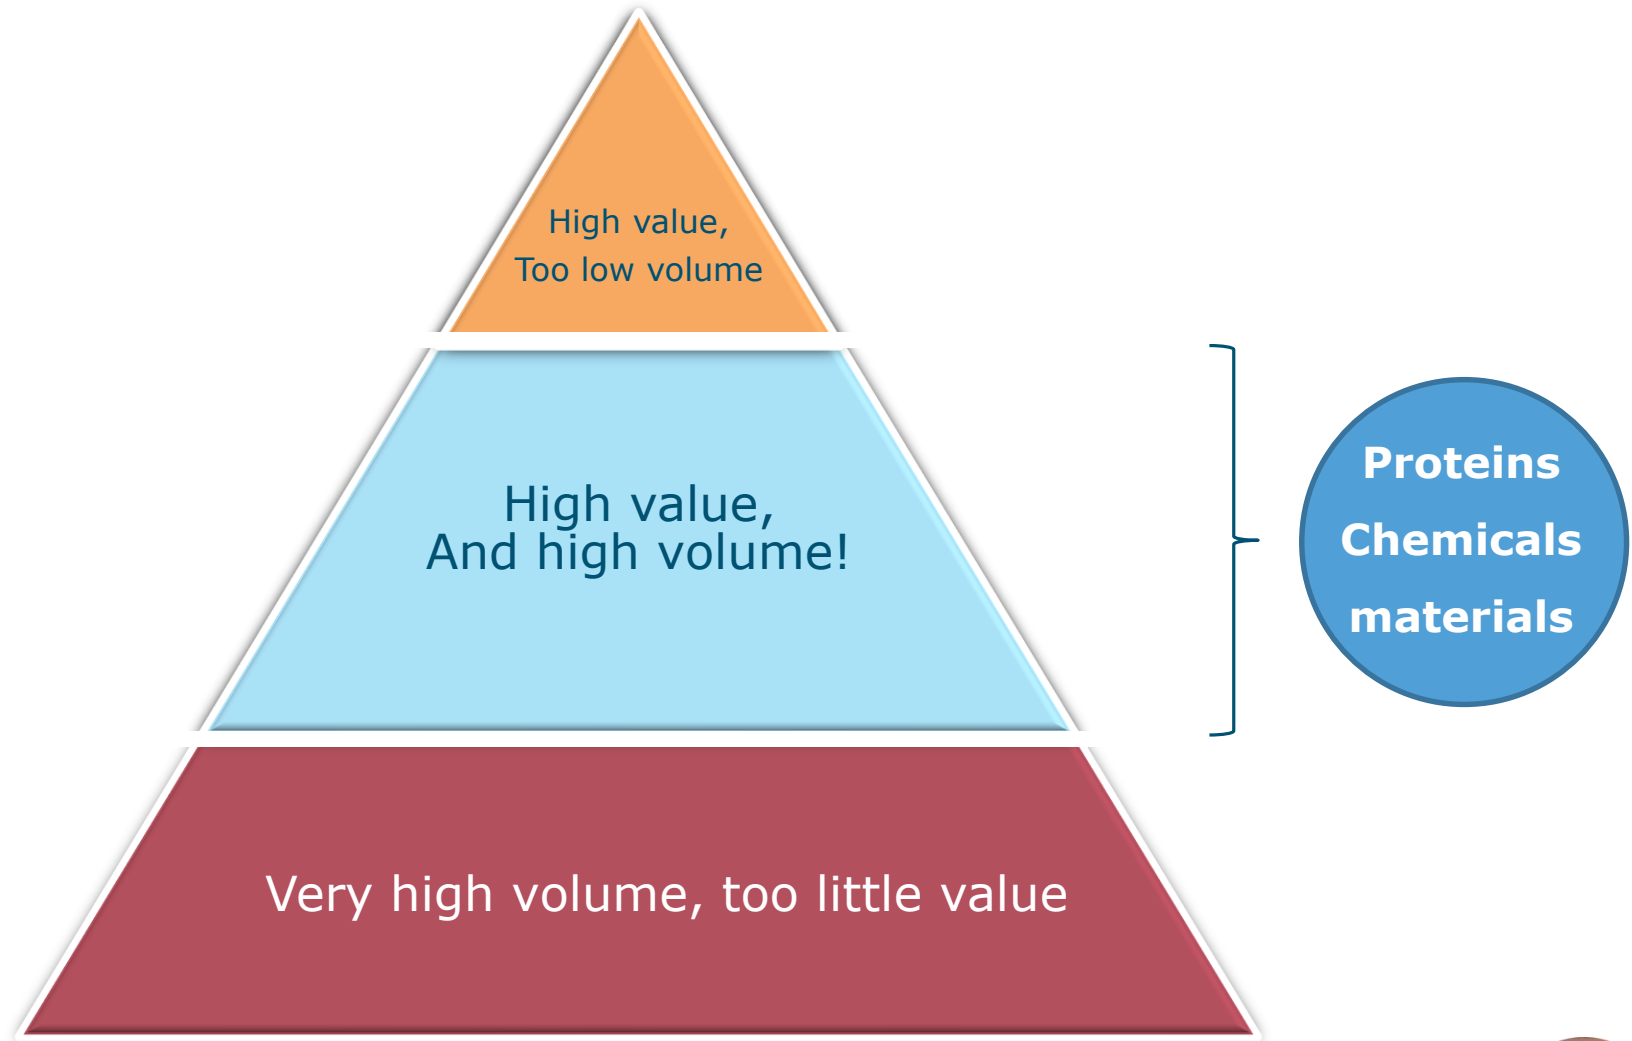 High value,
Too low volume
High value,
And high volume!
Proteins
Chemicals
materials
Very high volume, too little value